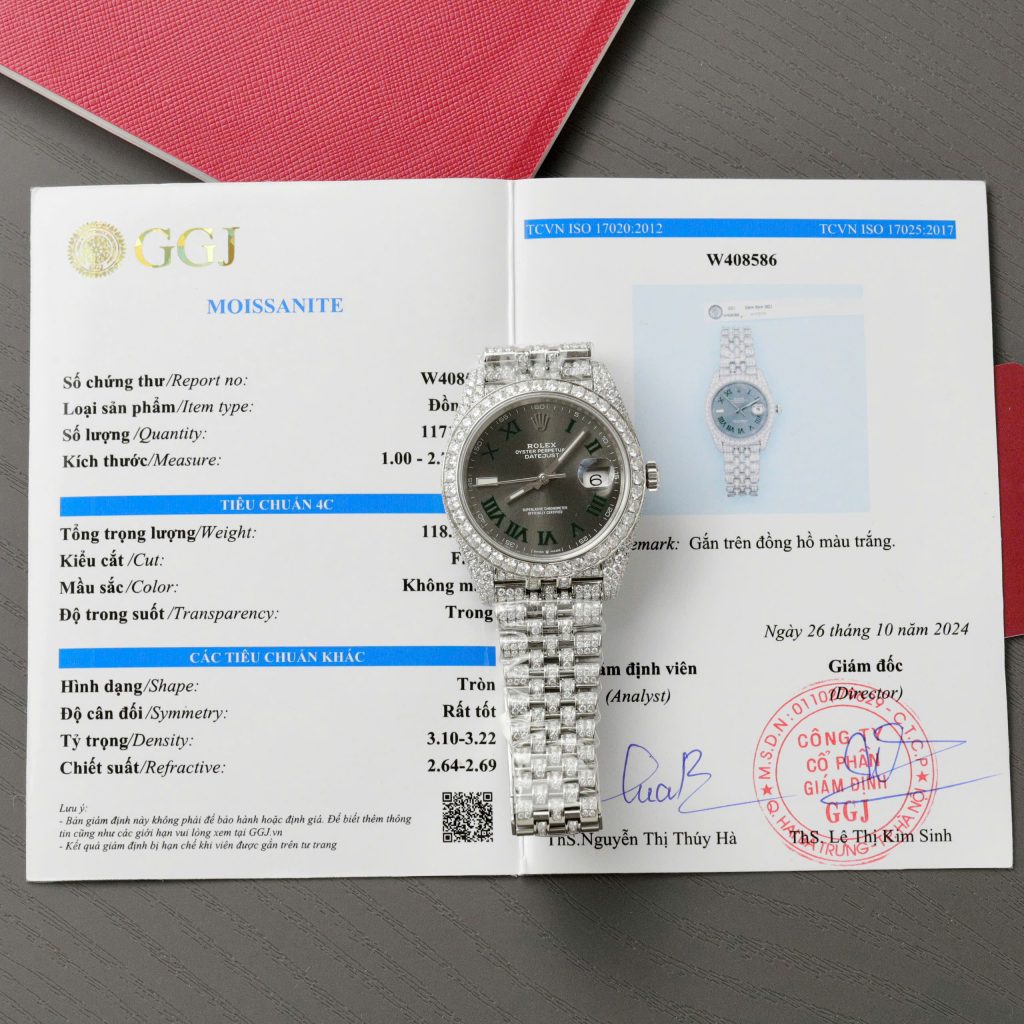 GGJ
MOISSANITE
Số chứng thư/Report no: W408
Loại sản phẩm/Item type: Đồn
Số lượng /Quantity: 117
Kích thước/Measure: 1.00 - 2.
TIÊU CHUẨN 4C
Tổng trọng lượng/Weight: 118.
Kiểu cắt /Cut: F
Mầu sắc/Color: Không m
Độ trong suốt /Transparency: Trong
CÁC TIÊU CHUẨN KHÁC
Hình dạng/Shape: Tròn
Độ cân đối/Symmetry: Rất tốt
Tỷ trọng/Density: 3.10-3.22
Chiết suất/Refractive: 2.64-2.69
Lưu ý:
- Bản giám định này không phải để bảo hành hoặc định giá. Để biết thêm thông
tin cũng như các giới hạn vui lòng xem tại GGJ.vn
- Kết quả giám định bị hạn chế khi viên được gắn trên tư trang
ROLEX
OYSTER PERPETUAL
DATEJUST
6
SUPERLATIVE CHRONOMETER
OFFICIALLY CERTIFIED
TCVN ISO 17020:2012 TCVN ISO 17025:2017
W408586
emark: Gắn trên đồng hồ màu trắng.
Ngày 26 tháng 10 năm 2024
ám định viên Giám đốc
(Analyst) (Director)
CÔNG TY
CỔ PHẦN
GIÁM ĐỊNH
GGJ
ThS.Nguyễn Thị Thúy Hà ThS. Lê Thị Kim Sinh